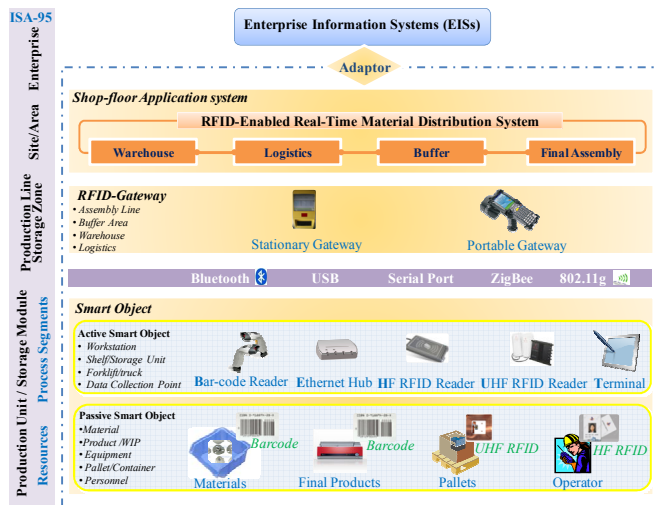 ISA-95
Enterprise
Site/Area
Production Line
Storage Zone
Production Unit / Storage Module
Process Segments
Resources
Enterprise Information Systems (EISs)
Adaptor
Shop-floor Application system
RFID-Enabled Real-Time Material Distribution System
Warehouse
Logistics
Buffer
Final Assembly
RFID-Gateway
• Assembly Line
• Buffer Area
• Warehouse
• Logistics
Stationary Gateway
Portable Gateway
Bluetooth USB Serial Port ZigBee 802.11g
Smart Object
Active Smart Object
• Workstation
• Shelf/Storage Unit
• Forklift/truck
• Data Collection Point
Bar-code Reader
Ethernet Hub
HF RFID Reader
UHF RFID Reader
Terminal
Passive Smart Object
•Material
•Product /WIP
• Equipment
• Pallet/Container
• Personnel
Barcode
Materials
Barcode
Final Products
UHF RFID
Pallets
HF RFID
Operator